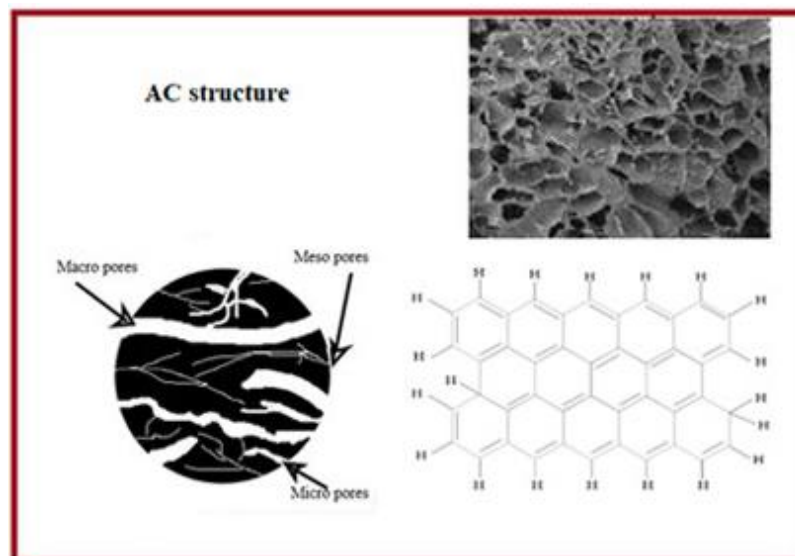 AC structure
Macro pores
Meso pores
Micro pores
H H H H H
H H
H H
H
H H
H
H H
H H H H H